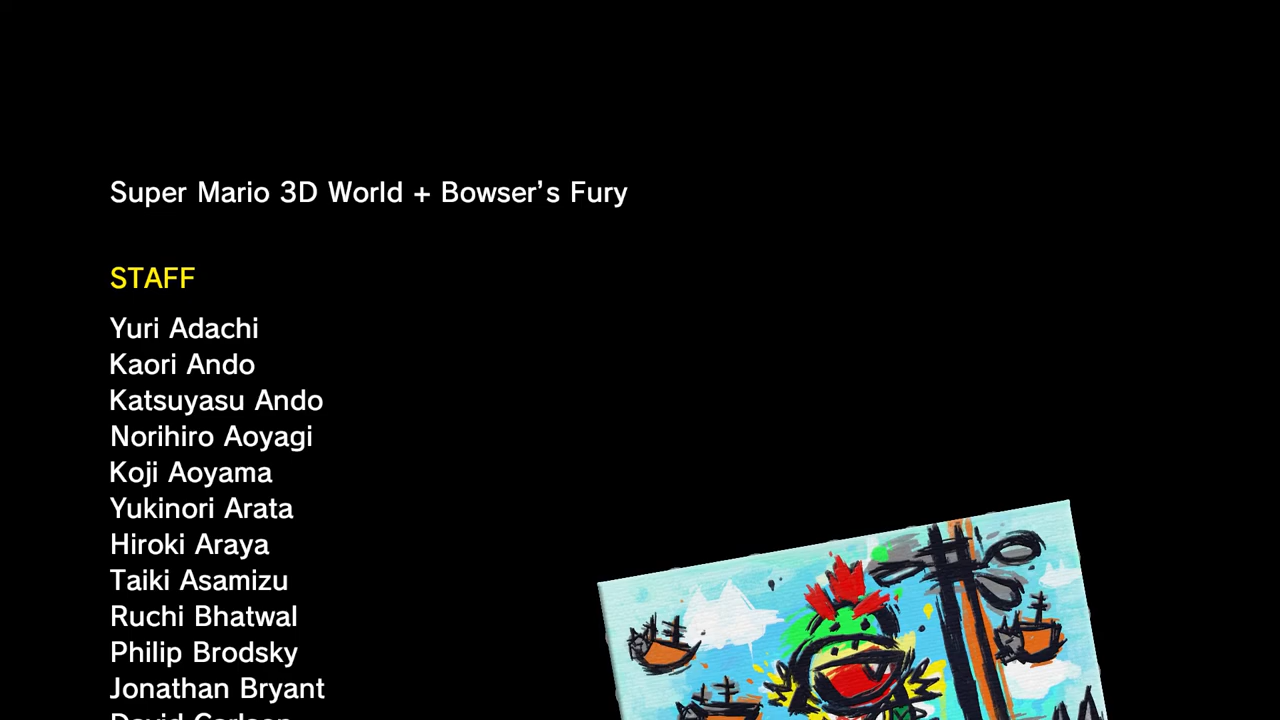 Super Mario 3D World + Bowser’s Fury
STAFF
Yuri Adachi
Kaori Ando
Katsuyasu Ando
Norihiro Aoyagi
Koji Aoyama
Yukinori Arata
Hiroki Araya
Taiki Asamizu
Ruchi Bhatwal
Philip Brodsky
Jonathan Bryant